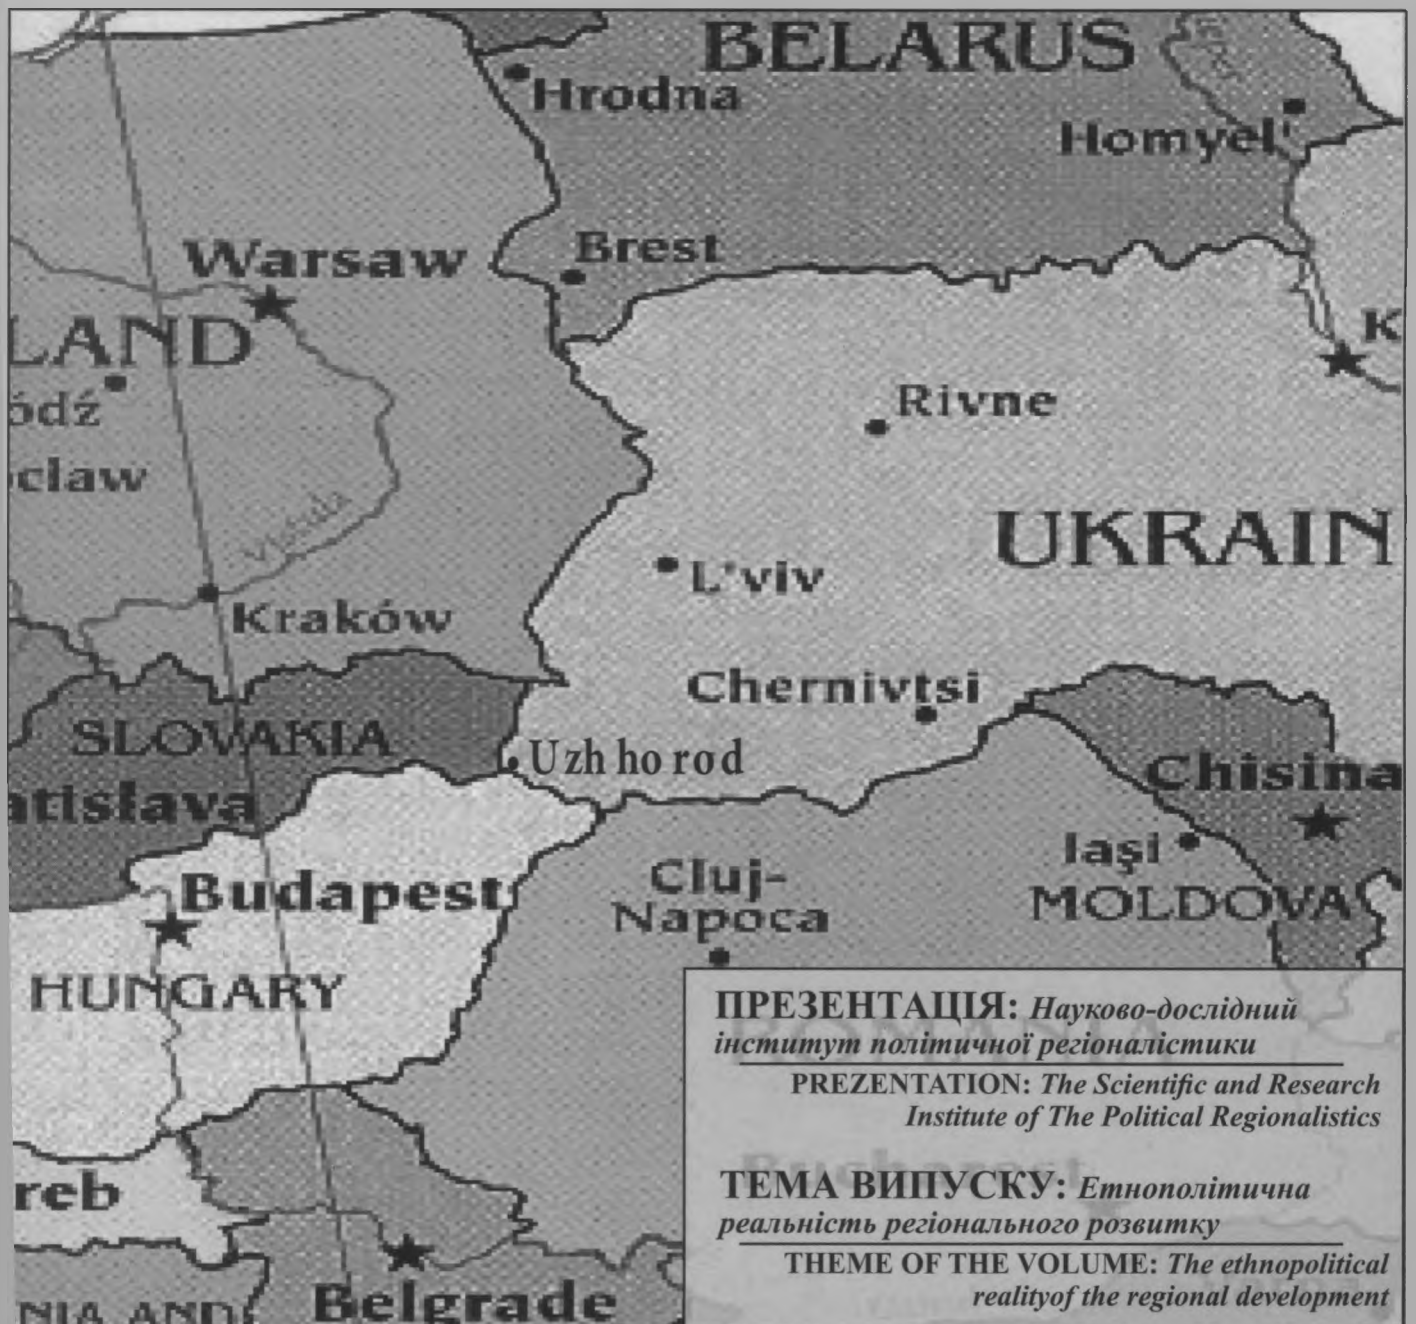 BELARUS
Hrodna
Homyel'
Warsaw
Brest
LAND
K
ódź
Rivne
claw
Vistula
UKRAIN
L'viv
Kraków
Chernivtsi
SLOVAKIA
Uzh ho rod
Chisina
atislava
Iaşi
Cluj-
Napoca
Budapest
MOLDOVA
HUNGARY
ПРЕЗЕНТАЦІЯ: Науково-дослідний
інститут політичної регіоналістики
PREZENTATION: The Scientific and Research
Institute of The Political Regionalistics
Bucharest
reb
ТЕМА ВИПУСКУ: Етнополітична
реальність регіонального розвитку
THEME OF THE VOLUME: The ethnopolitical
realityof the regional development
Belgrade
NIA AND